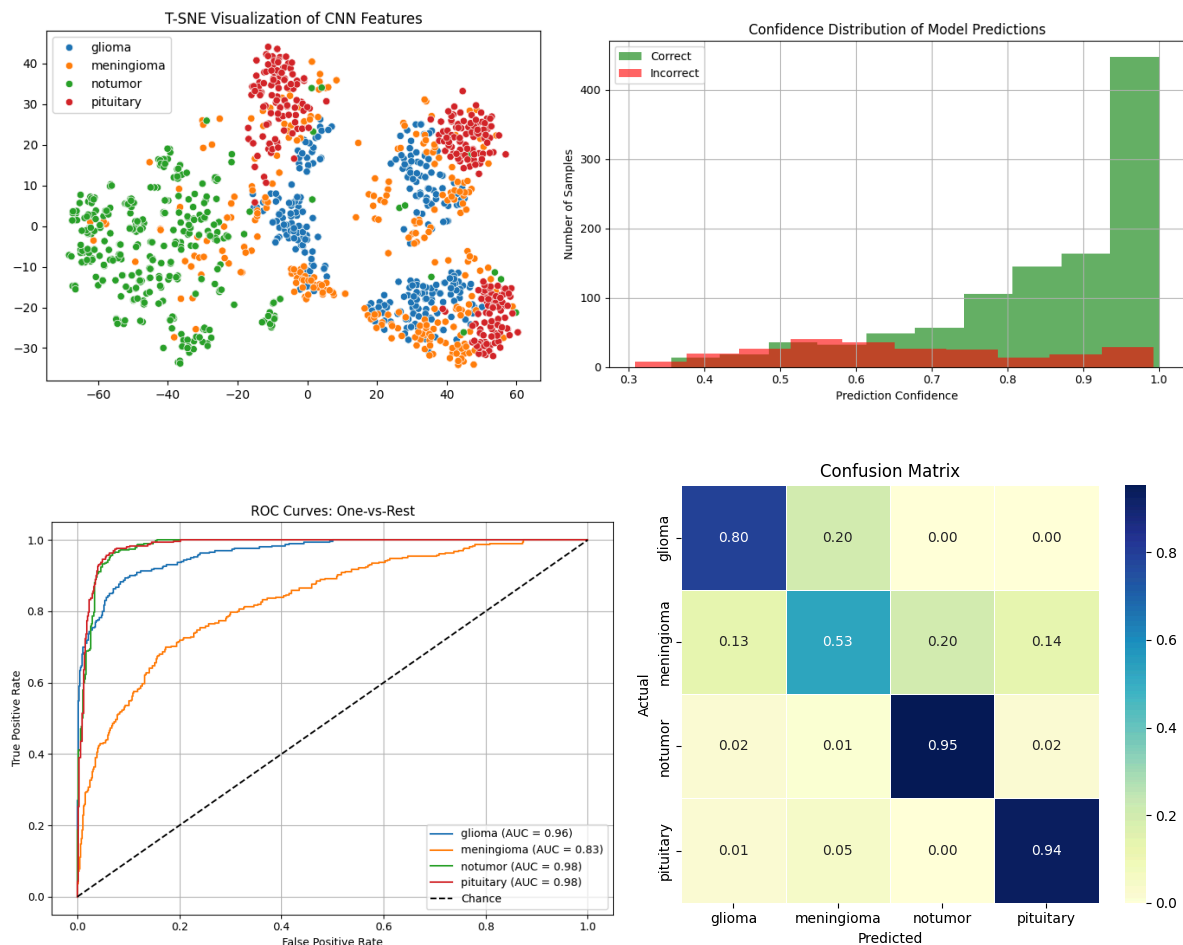 T-SNE Visualization of CNN Features
glioma
meningioma
notumor
pituitary
40
30
20
10
0
−10
−20
−30
−60 −40 −20 0 20 40 60
Confidence Distribution of Model Predictions
Correct
Incorrect
Number of Samples
400
300
200
100
0
0.3 0.4 0.5 0.6 0.7 0.8 0.9 1.0
Prediction Confidence
ROC Curves: One-vs-Rest
True Positive Rate
1.0
0.8
0.6
0.4
0.2
0.0
glioma (AUC = 0.96)
meningioma (AUC = 0.83)
notumor (AUC = 0.98)
pituitary (AUC = 0.98)
Chance
0.0 0.2 0.4 0.6 0.8 1.0
False Positive Rate
Confusion Matrix
Actual
glioma 0.80 0.20 0.00 0.00
meningioma 0.13 0.53 0.20 0.14
notumor 0.02 0.01 0.95 0.02
pituitary 0.01 0.05 0.00 0.94
glioma meningioma notumor pituitary
Predicted
0.8
0.6
0.4
0.2
0.0